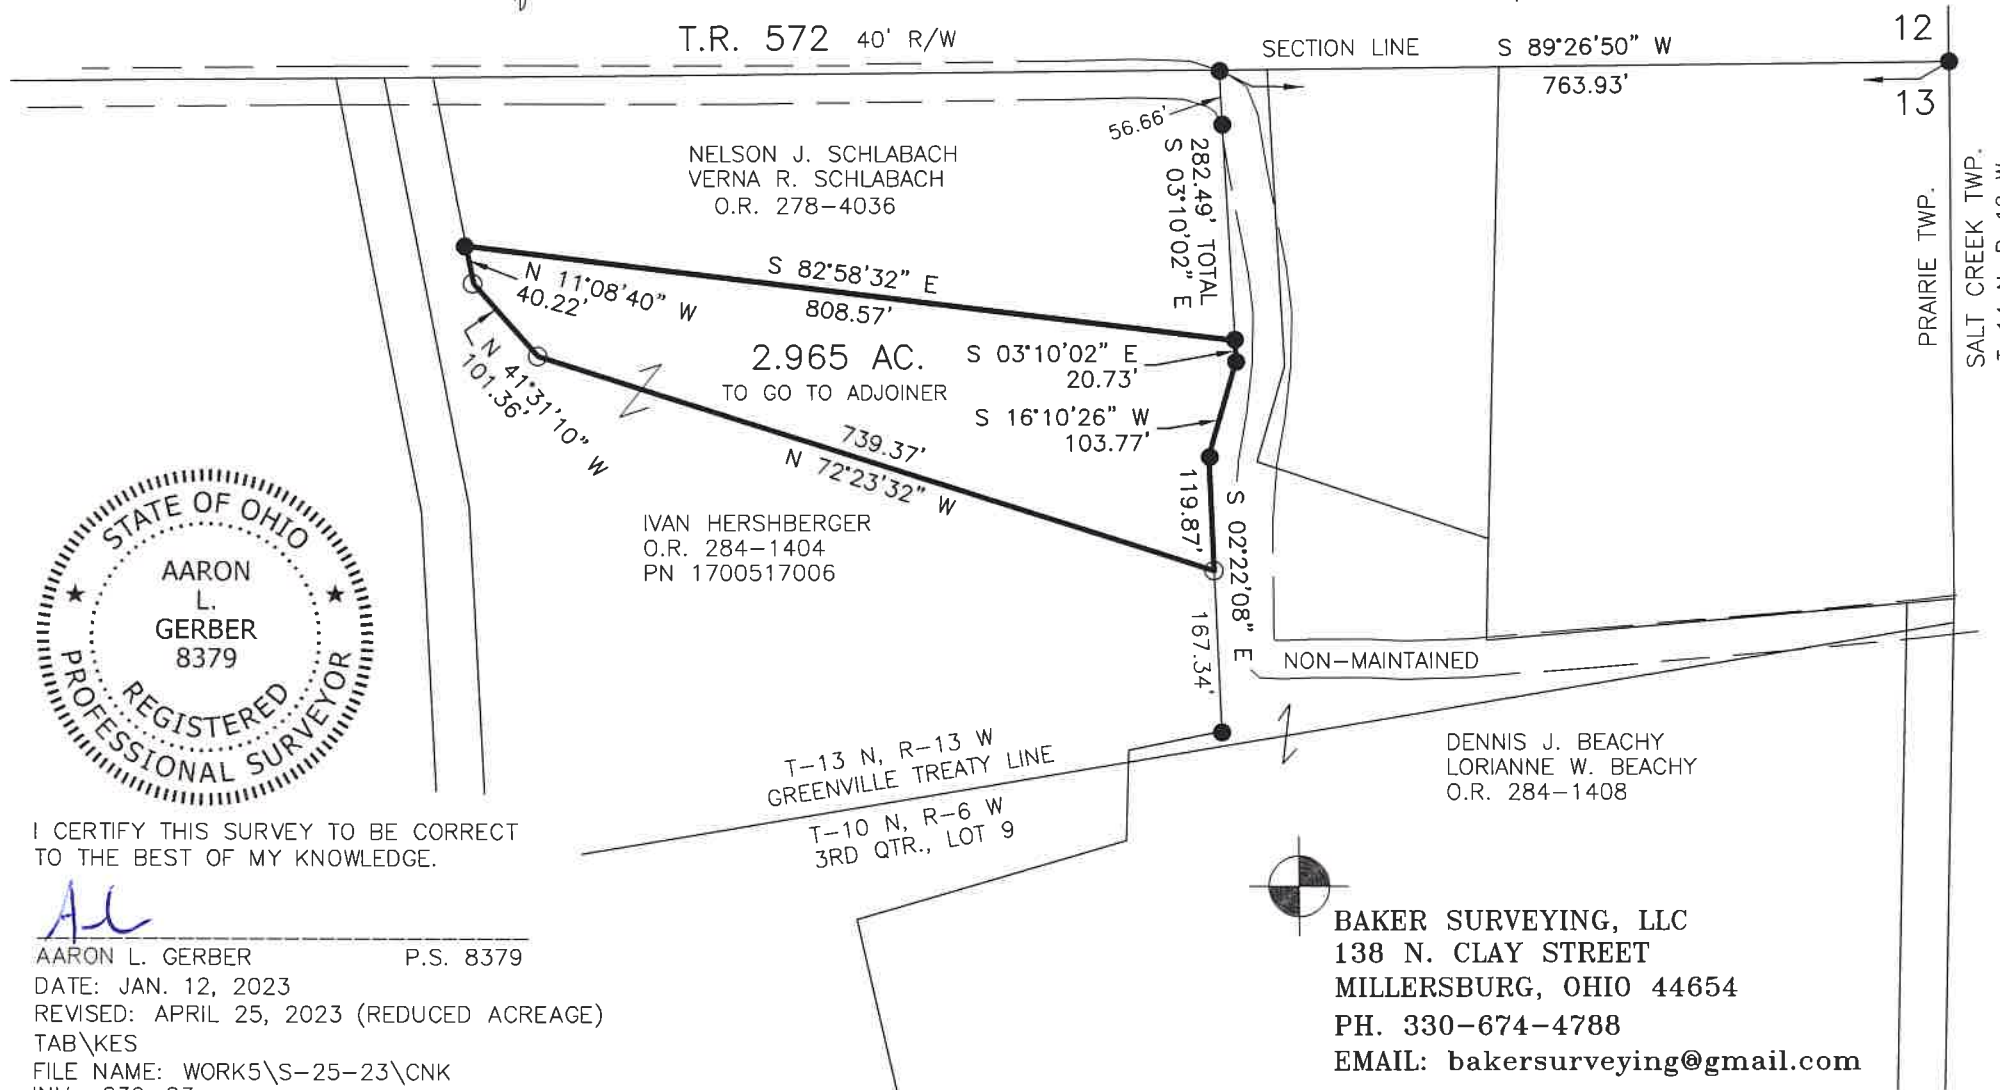 T.R. 572 40' R/W
SECTION LINE
S 89°26'50" W
763.93'
12
13
56.66'
282.49' TOTAL
S 03°10'02" E
NELSON J. SCHLABACH
VERNA R. SCHLABACH
O.R. 278-4036
PRAIRIE TWP.
SALT CREEK TWP.
S 82°58'32" E
808.57'
N 11°08'40" W
40.22'
N 41°31'10" W
101.36'
2.965 AC.
TO GO TO ADJOINER
S 03°10'02" E
20.73'
S 16°10'26" W
103.77'
739.37'
N 72°23'32" W
119.87'
S 02°22'08" E
167.34'
IVAN HERSHBERGER
O.R. 284-1404
PN 1700517006
NON-MAINTAINED
T-13 N, R-13 W
GREENVILLE TREATY LINE
T-10 N, R-6 W
3RD QTR., LOT 9
DENNIS J. BEACHY
LORIANNE W. BEACHY
O.R. 284-1408
STATE OF OHIO
AARON
L.
GERBER
8379
REGISTERED
PROFESSIONAL SURVEYOR
I CERTIFY THIS SURVEY TO BE CORRECT
TO THE BEST OF MY KNOWLEDGE.
AARON L. GERBER P.S. 8379
DATE: JAN. 12, 2023
REVISED: APRIL 25, 2023 (REDUCED ACREAGE)
TAB\KES
FILE NAME: WORK5\S-25-23\CNK
BAKER SURVEYING, LLC
138 N. CLAY STREET
MILLERSBURG, OHIO 44654
PH. 330-674-4788
EMAIL: bakersurveying@gmail.com